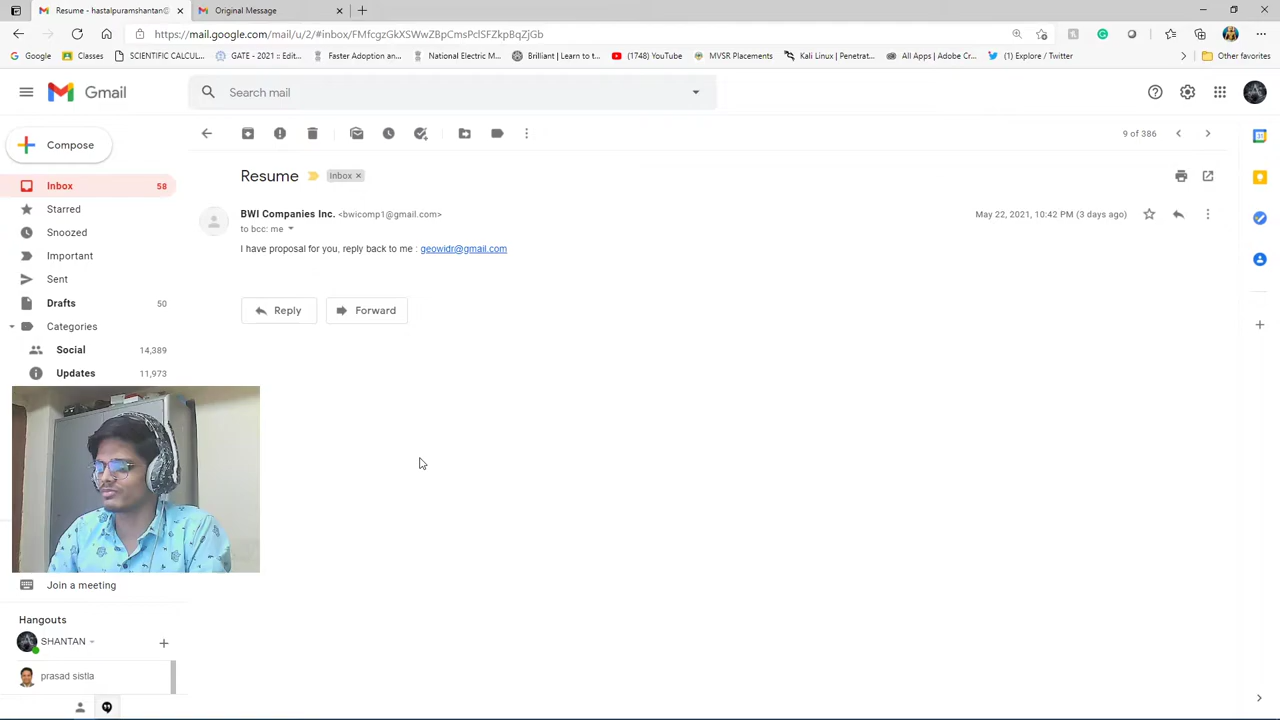 Resume - hastalpuramshantan@
Original Message
https://mail.google.com/mail/u/2/#inbox/FMfcgzGkXSWwZBpCmsPclSFZkpBqZjGb
Google
SCIENTIFIC CALCUL...
GATE - 2021 :: Edit...
Faster Adoption an...
National Electric M...
Brilliant | Learn to t...
(1748) YouTube
MVSR Placements
Kali Linux | Penetrat...
All Apps | Adobe Cr...
(1) Explore / Twitter
Other favorites
Gmail
Search mail
Compose
9 of 386
Inbox 58
Resume
Inbox
Starred
BWI Companies Inc. <bwicomp1@gmail.com>
May 22, 2021, 10:42 PM (3 days ago)
to bcc: me
Snoozed
I have proposal for you, reply back to me : geowidr@gmail.com
Important
Sent
Drafts 50
Reply
Forward
Categories
Social 14,389
Updates 11,973
Join a meeting
Hangouts
SHANTAN
prasad sistla